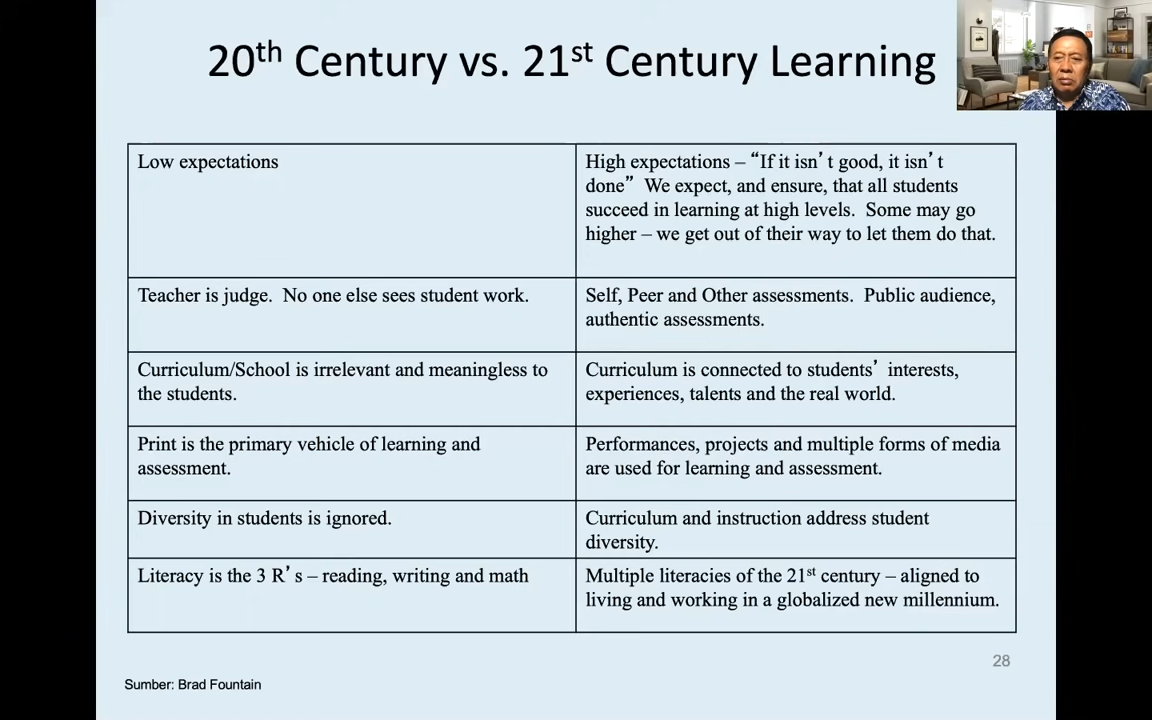 20th Century vs. 21st Century Learning
Low expectations
High expectations – “If it isn’t good, it isn’t
done” We expect, and ensure, that all students
succeed in learning at high levels. Some may go
higher – we get out of their way to let them do that.
Teacher is judge. No one else sees student work.
Self, Peer and Other assessments. Public audience,
authentic assessments.
Curriculum/School is irrelevant and meaningless to
the students.
Curriculum is connected to students’ interests,
experiences, talents and the real world.
Print is the primary vehicle of learning and
assessment.
Performances, projects and multiple forms of media
are used for learning and assessment.
Diversity in students is ignored.
Curriculum and instruction address student
diversity.
Literacy is the 3 R’s – reading, writing and math
Multiple literacies of the 21st century – aligned to
living and working in a globalized new millennium.
28
Sumber: Brad Fountain